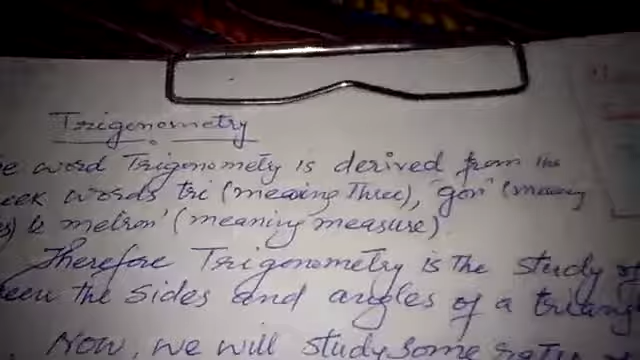 Trigonometry
e word Trigonomety is derived from the
eek words tri (meaning Three), "gon" (meaning
s) & metron' (meaning measure)
Therefore Trigonometry is the study of
een the sides and angles of a triang
Now, we will study some